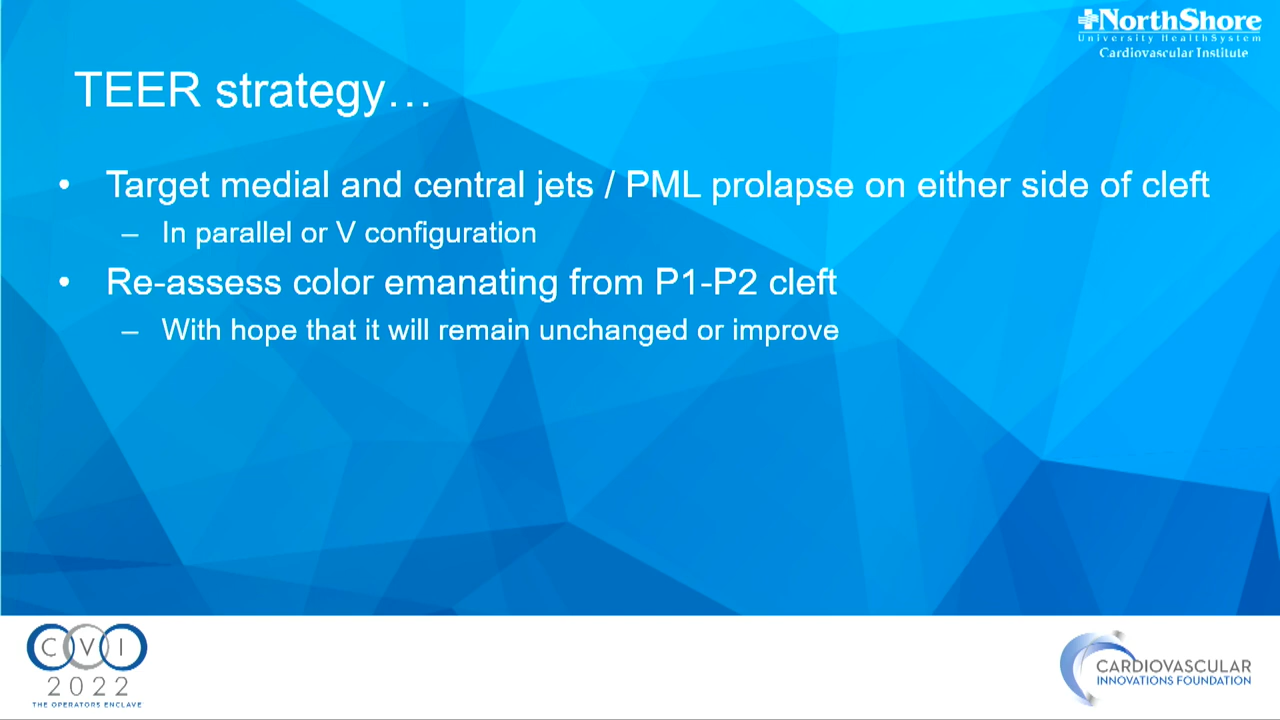 NorthShore
University HealthSystem
Cardiovascular Institute
TEER strategy…
• Target medial and central jets / PML prolapse on either side of cleft
– In parallel or V configuration
• Re-assess color emanating from P1-P2 cleft
– With hope that it will remain unchanged or improve
CVI
2022
THE OPERATORS ENCLAVE
CARDIOVASCULAR
INNOVATIONS FOUNDATION